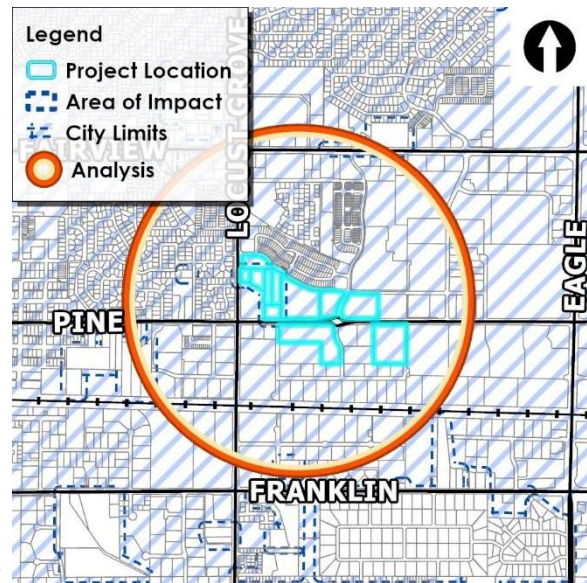 Legend
Project Location
Area of Impact
City Limits
Analysis
FAIRVIEW
LOCUST GROVE
PINE
EAGLE
FRANKLIN